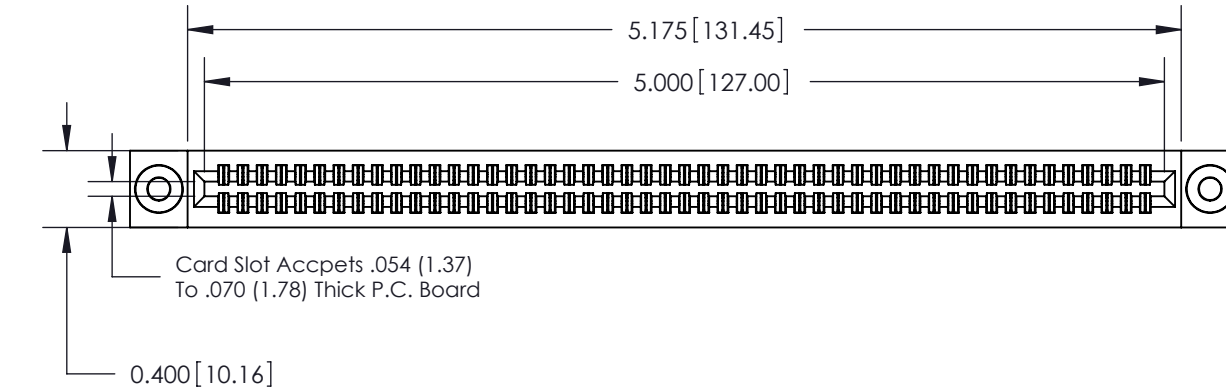 5.175[131.45]
5.000[127.00]
Card Slot Accpets .054 (1.37)
To .070 (1.78) Thick P.C. Board
0.400[10.16]